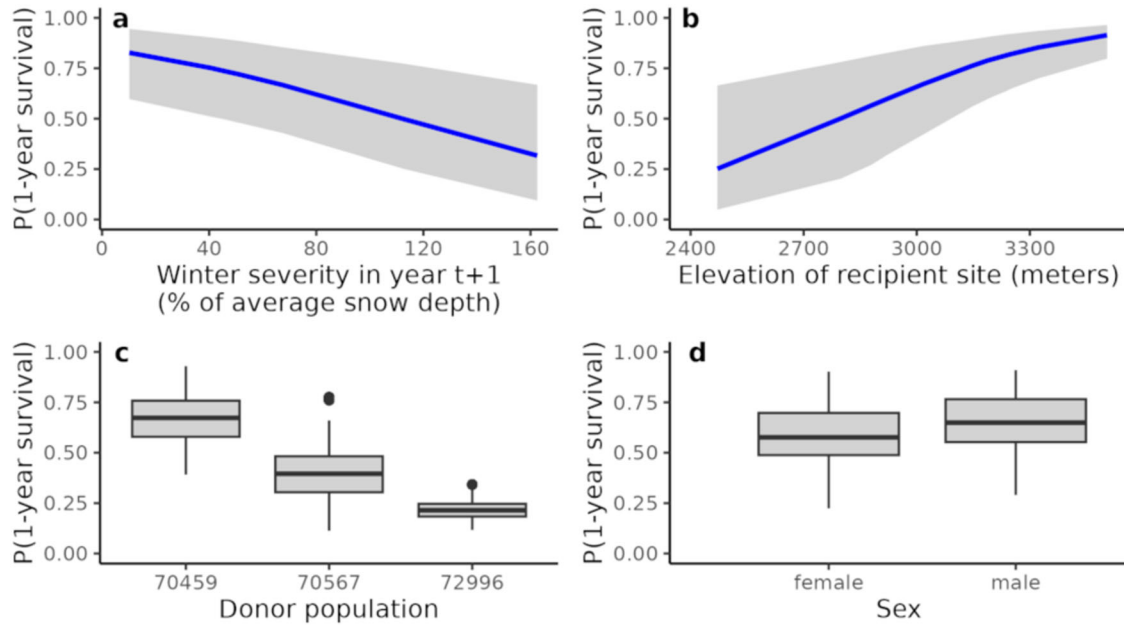 a
P(1-year survival)
1.00
0.75
0.50
0.25
0.00
0
40
80
120
160
Winter severity in year t+1
(% of average snow depth)
b
P(1-year survival)
1.00
0.75
0.50
0.25
0.00
2400
2700
3000
3300
Elevation of recipient site (meters)
c
P(1-year survival)
1.00
0.75
0.50
0.25
0.00
70459
70567
72996
Donor population
d
P(1-year survival)
1.00
0.75
0.50
0.25
0.00
female
male
Sex